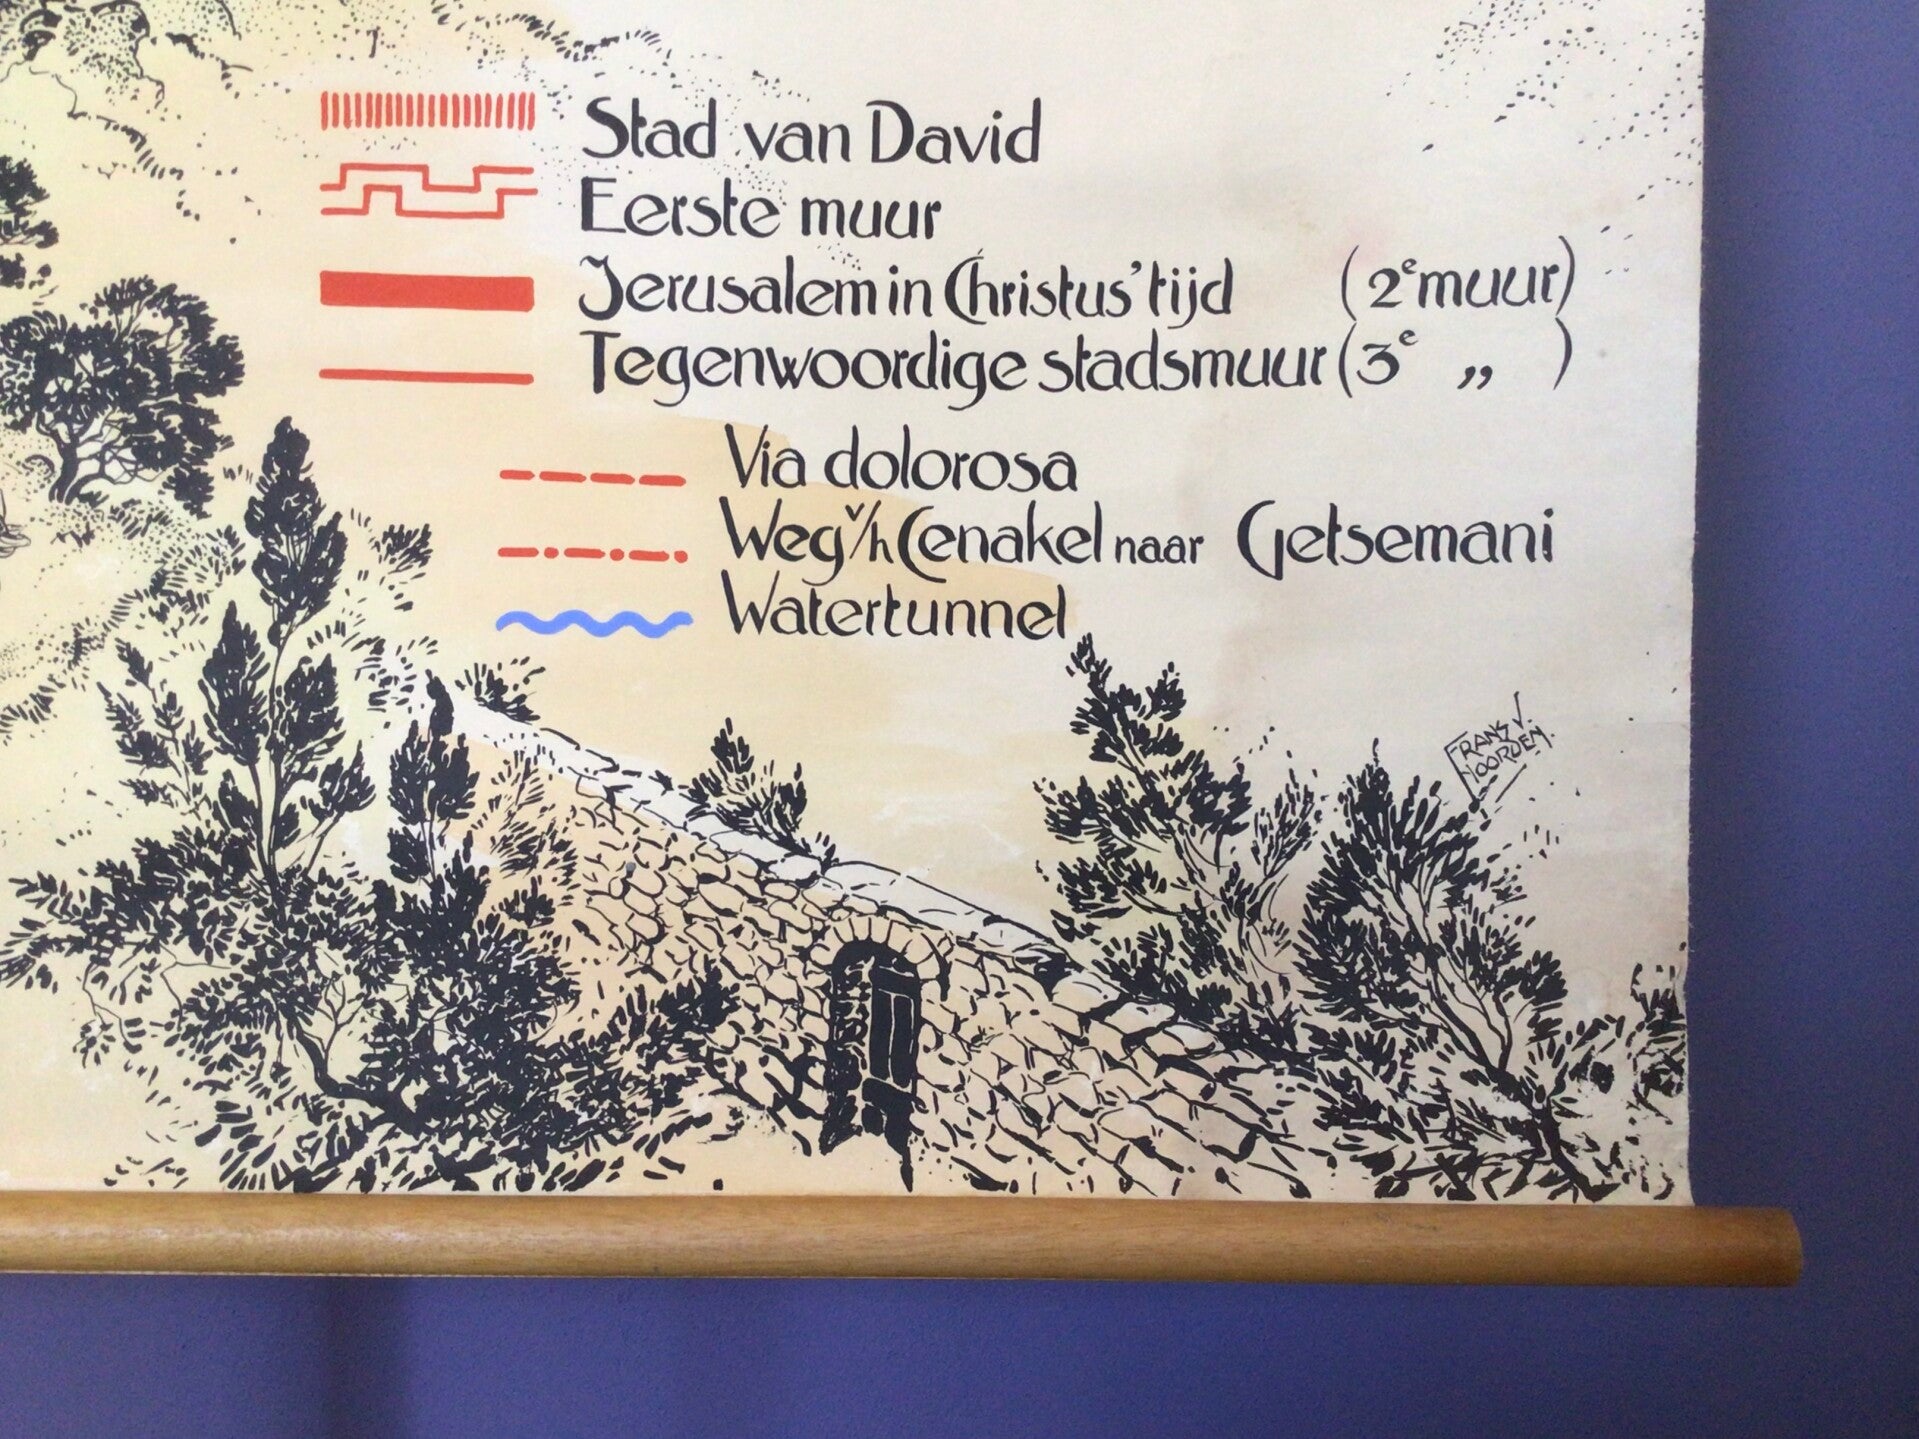 Stad van David
Eerste muur
Jerusalem in Christus' tijd (2e muur)
Tegenwoordige stadsmuur (3e „ )
Via dolorosa
Weg v/h Cenakel naar Getsemani
Watertunnel
FRANS V.
NOORDEN.